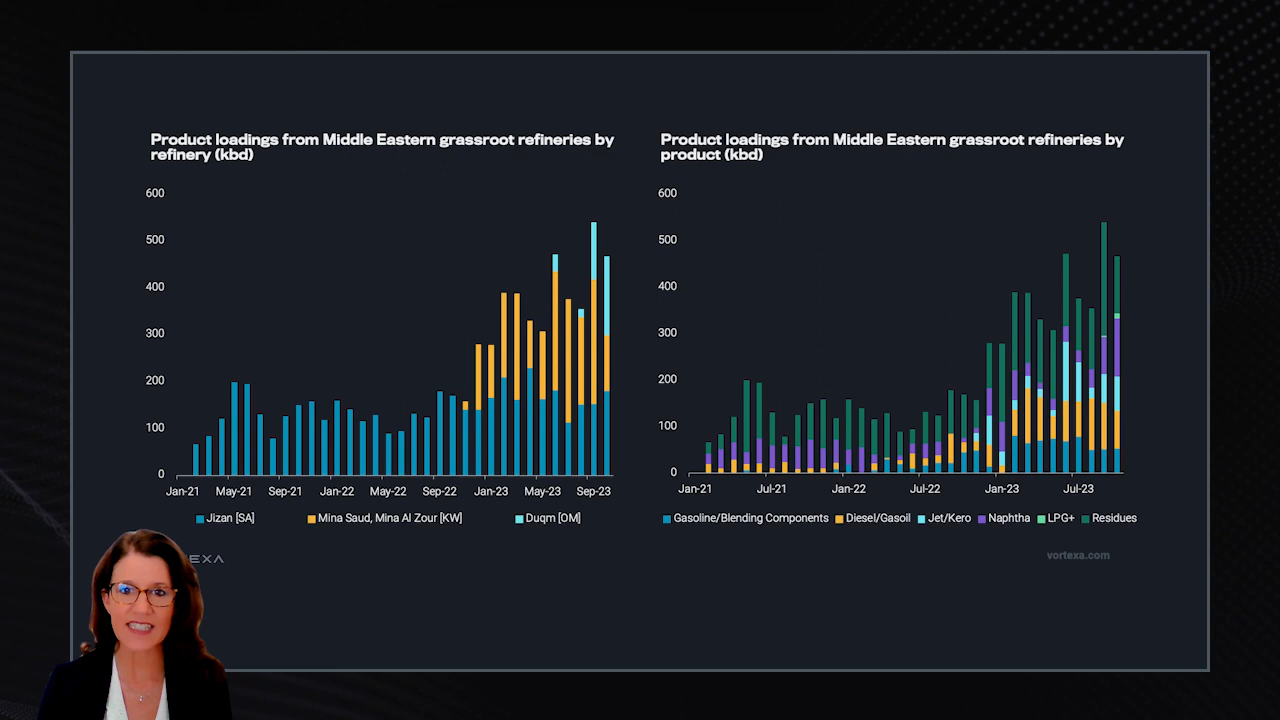 Product loadings from Middle Eastern grassroot refineries by
refinery (kbd)
600
500
400
300
200
100
0
Jan-21 May-21 Sep-21 Jan-22 May-22 Sep-22 Jan-23 May-23 Sep-23
Jizan [SA] Mina Saud, Mina Al Zour [KW] Duqm [OM]
Product loadings from Middle Eastern grassroot refineries by
product (kbd)
600
500
400
300
200
100
0
Jan-21 Jul-21 Jan-22 Jul-22 Jan-23 Jul-23
Gasoline/Blending Components Diesel/Gasoil Jet/Kero Naphtha LPG+ Residues
EXA
vortexa.com